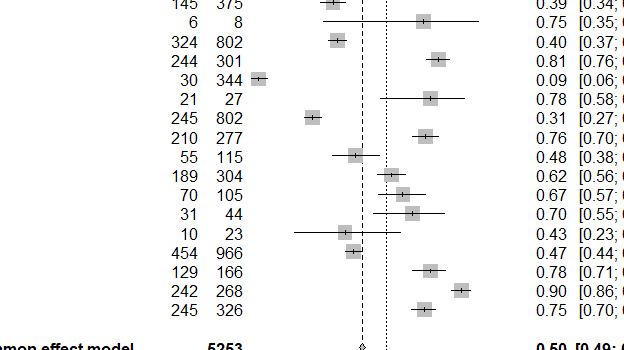 145 375 0.39 [0.34;
6 8 0.75 [0.35;
324 802 0.40 [0.37;
244 301 0.81 [0.76;
30 344 0.09 [0.06;
21 27 0.78 [0.58;
245 802 0.31 [0.27;
210 277 0.76 [0.70;
55 115 0.48 [0.38;
189 304 0.62 [0.56;
70 105 0.67 [0.57;
31 44 0.70 [0.55;
10 23 0.43 [0.23;
454 966 0.47 [0.44;
129 166 0.78 [0.71;
242 268 0.90 [0.86;
245 326 0.75 [0.70;
effect model 5253 0.50 [0.49;